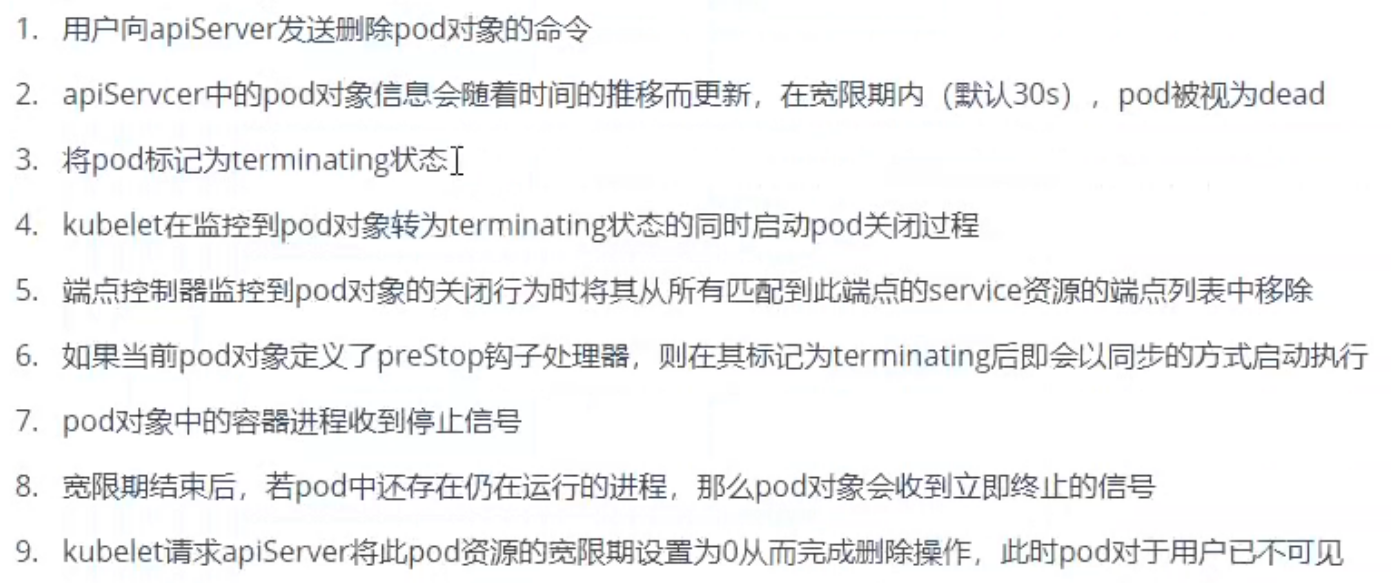 1. 用户向apiServer发送删除pod对象的命令
2. apiServcer中的pod对象信息会随着时间的推移而更新，在宽限期内（默认30s），pod被视为dead
3. 将pod标记为terminating状态
4. kubelet在监控到pod对象转为terminating状态的同时启动pod关闭过程
5. 端点控制器监控到pod对象的关闭行为时将其从所有匹配到此端点的service资源的端点列表中移除
6. 如果当前pod对象定义了preStop钩子处理器，则在其标记为terminating后即会以同步的方式启动执行
7. pod对象中的容器进程收到停止信号
8. 宽限期结束后，若pod中还存在仍在运行的进程，那么pod对象会收到立即终止的信号
9. kubelet请求apiServer将此pod资源的宽限期设置为0从而完成删除操作，此时pod对于用户已不可见